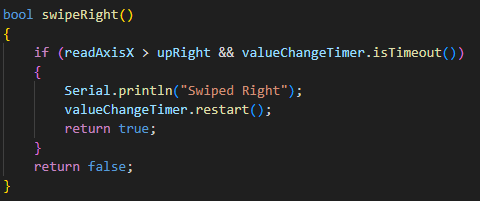 bool swipeRight()
{
    if (readAxisX > upRight && valueChangeTimer.isTimeout())
    {
        Serial.println("Swiped Right");
        valueChangeTimer.restart();
        return true;
    }
    return false;
}